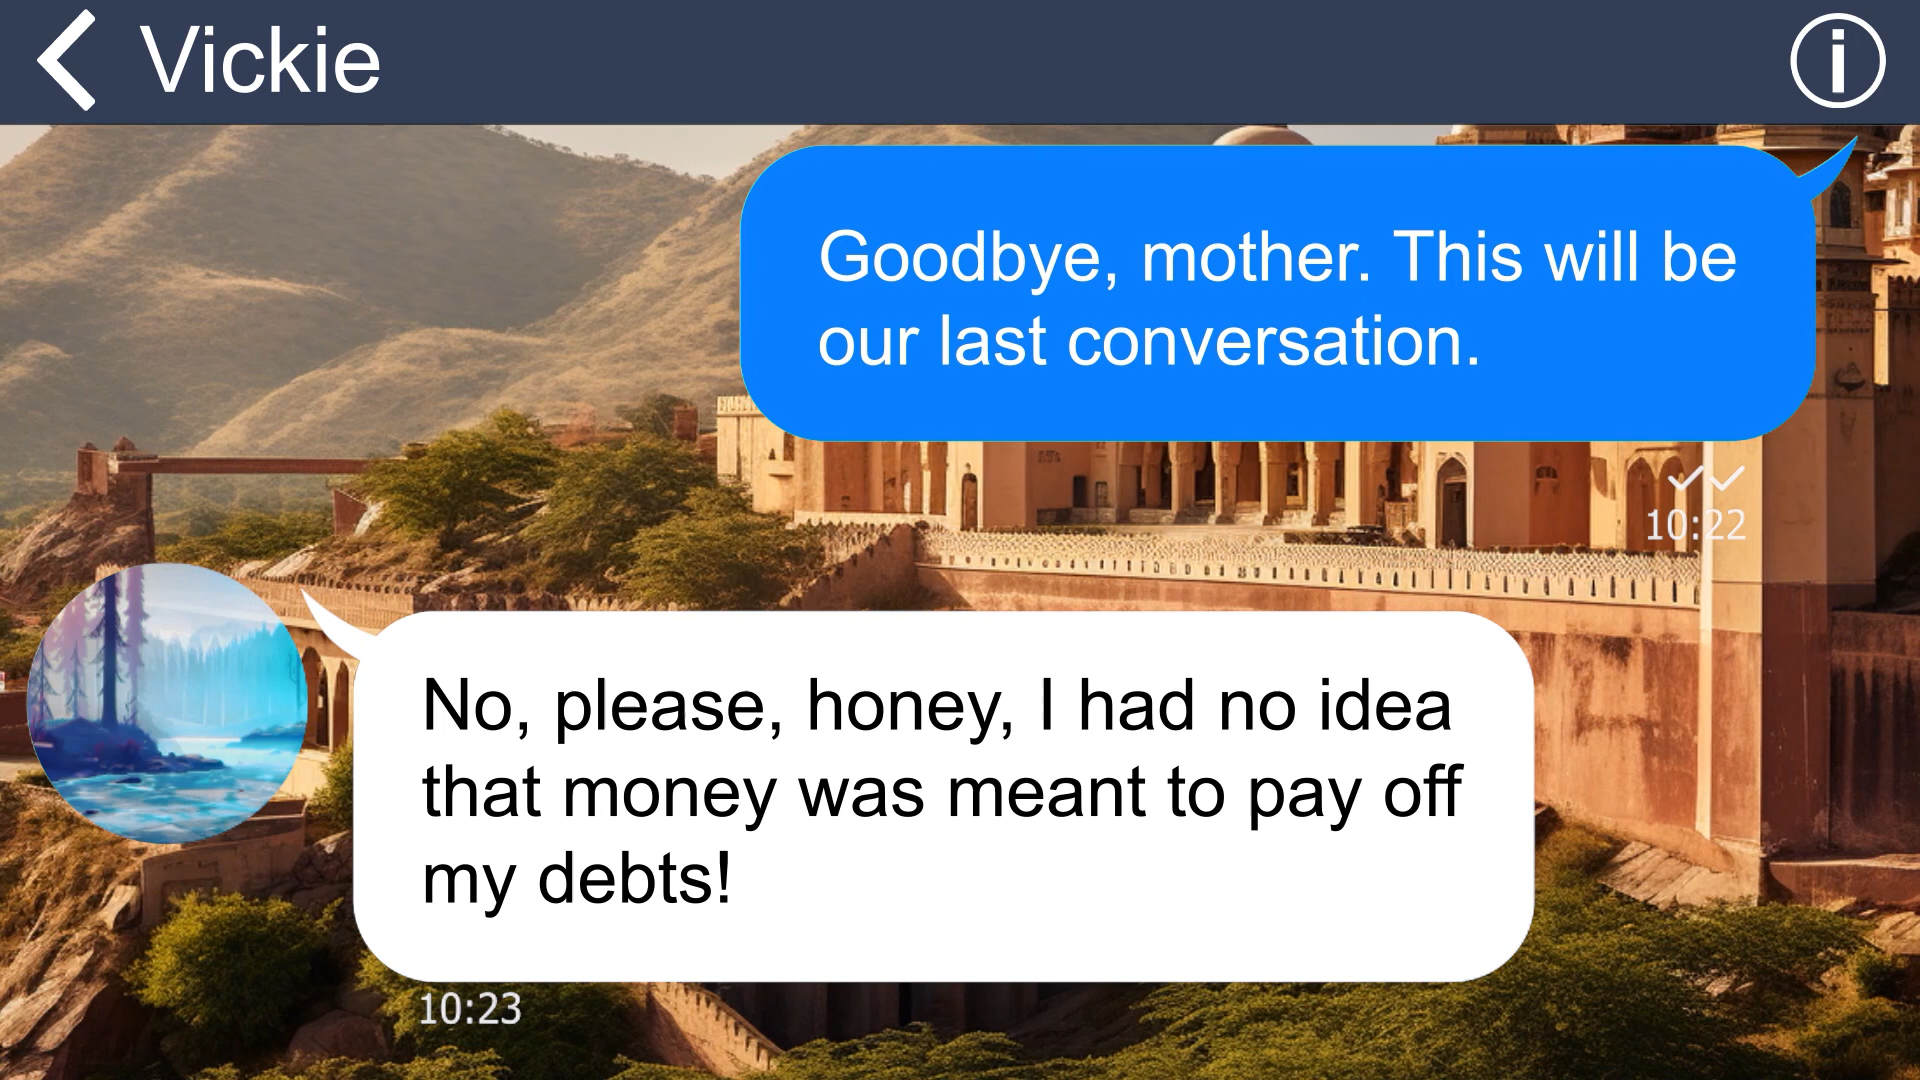 Vickie
Goodbye, mother. This will be
our last conversation.
10:22
No, please, honey, I had no idea
that money was meant to pay off
my debts!
10:23